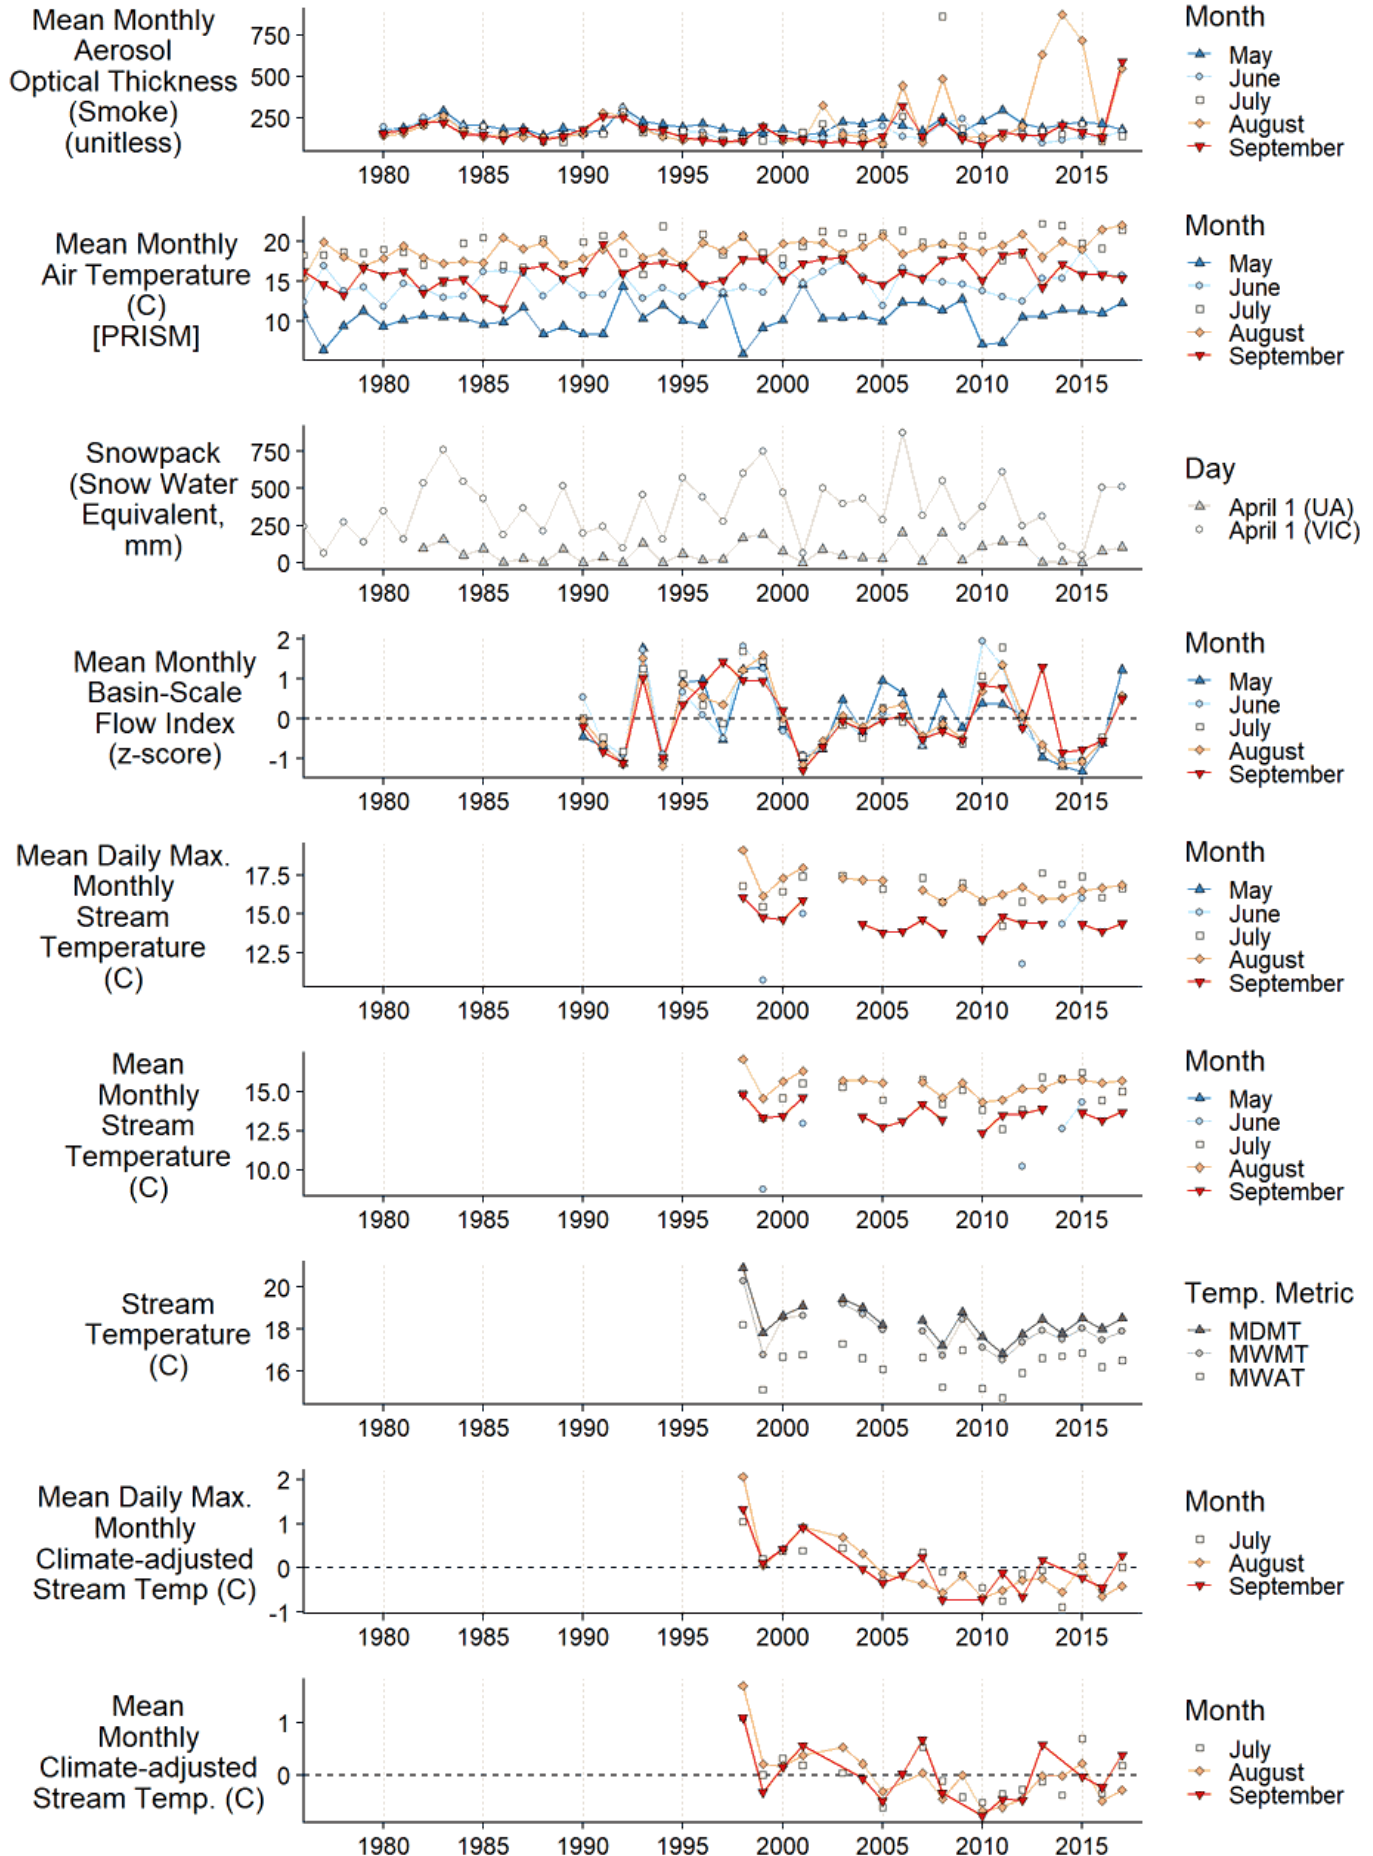 Mean Monthly
Aerosol
Optical Thickness
(Smoke)
(unitless)
750
500
250
1980 1985 1990 1995 2000 2005 2010 2015
Month
May
June
July
August
September
Mean Monthly
Air Temperature
(C)
[PRISM]
20
15
10
1980 1985 1990 1995 2000 2005 2010 2015
Month
May
June
July
August
September
Snowpack
(Snow Water
Equivalent,
mm)
750
500
250
0
1980 1985 1990 1995 2000 2005 2010 2015
Day
April 1 (UA)
April 1 (VIC)
Mean Monthly
Basin-Scale
Flow Index
(z-score)
2
1
0
-1
1980 1985 1990 1995 2000 2005 2010 2015
Month
May
June
July
August
September
Mean Daily Max.
Monthly
Stream
Temperature
(C)
17.5
15.0
12.5
1980 1985 1990 1995 2000 2005 2010 2015
Month
May
June
July
August
September
Mean
Monthly
Stream
Temperature
(C)
15.0
12.5
10.0
1980 1985 1990 1995 2000 2005 2010 2015
Month
May
June
July
August
September
Stream
Temperature
(C)
20
18
16
1980 1985 1990 1995 2000 2005 2010 2015
Temp. Metric
MDMT
MWMT
MWAT
Mean Daily Max.
Monthly
Climate-adjusted
Stream Temp (C)
2
1
0
-1
1980 1985 1990 1995 2000 2005 2010 2015
Month
July
August
September
Mean
Monthly
Climate-adjusted
Stream Temp. (C)
1
0
1980 1985 1990 1995 2000 2005 2010 2015
Month
July
August
September